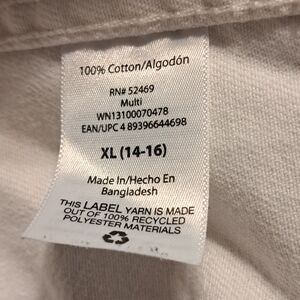 100% Cotton/Algodón
RN# 52469
Multi
WN13100070478
EAN/UPC 4 89396644698
XL (14-16)
Made In/Hecho En
Bangladesh
THIS LABEL YARN IS MADE
OUT OF 100% RECYCLED
POLYESTER MATERIALS